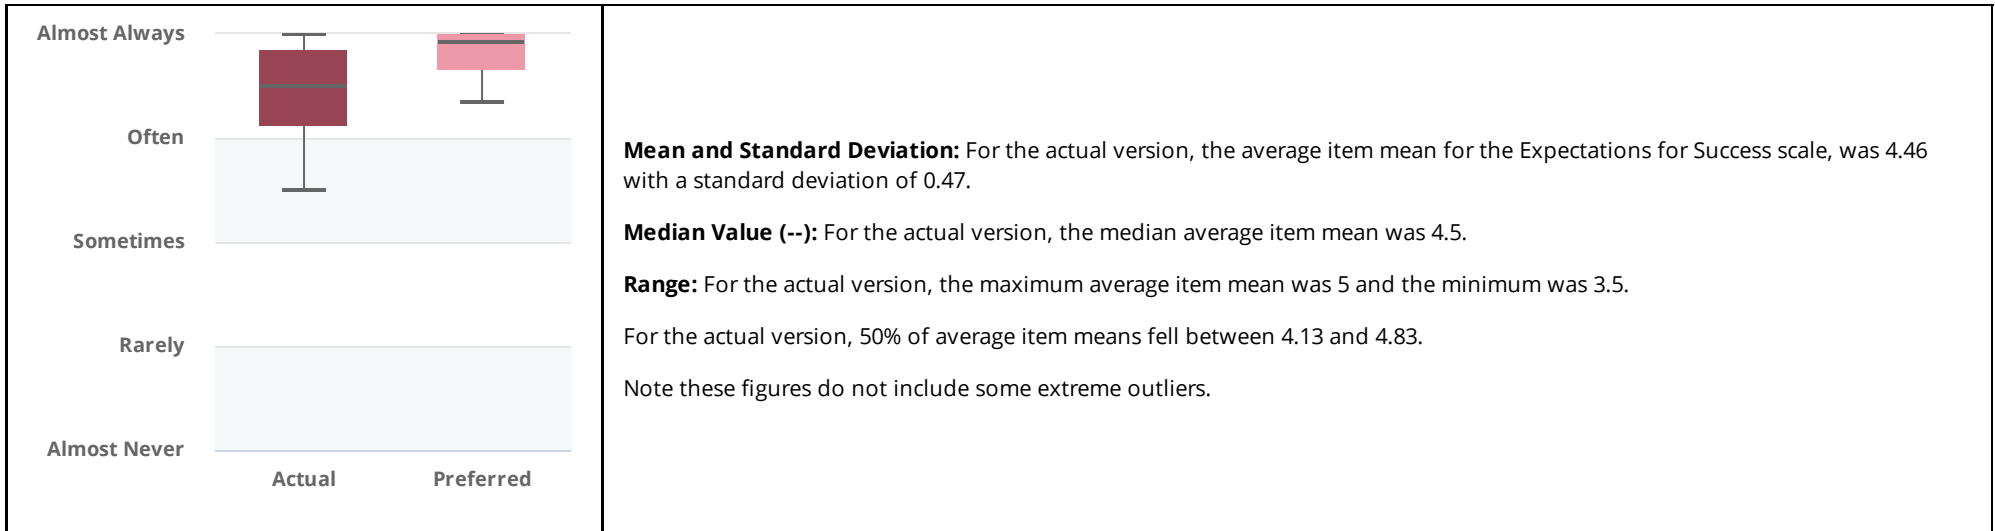 Almost Always
Often
Sometimes
Rarely
Almost Never
Actual
Preferred
Mean and Standard Deviation: For the actual version, the average item mean for the Expectations for Success scale, was 4.46
with a standard deviation of 0.47.
Median Value (--): For the actual version, the median average item mean was 4.5.
Range: For the actual version, the maximum average item mean was 5 and the minimum was 3.5.
For the actual version, 50% of average item means fell between 4.13 and 4.83.
Note these figures do not include some extreme outliers.